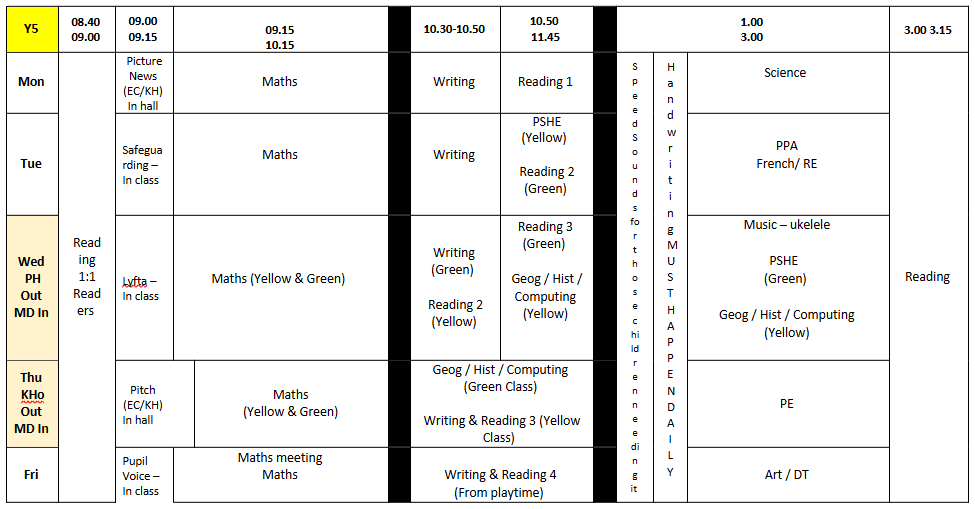 Y5
08.40
09.00
09.00
09.15
09.15
10.15
10.30-10.50
10.50
11.45
1.00
3.00
3.00 3.15
Mon
Picture
News
(EC/KH)
In hall
Maths
Writing
Reading 1
Science
Tue
Safegua
rding –
In class
Maths
Writing
PSHE
(Yellow)
Reading 2
(Green)
PPA
French/ RE
Wed
PH
Out
MD In
Read
ing
1:1
Read
ers
Lyfta –
In class
Maths (Yellow & Green)
Writing
(Green)
Reading 2
(Yellow)
Reading 3
(Green)
Geog / Hist /
Computing
(Yellow)
Speed Sounds for those children needing it
Handwriting MUST HAPPEN DAILY
Music – ukelele
PSHE
(Green)
Geog / Hist / Computing
(Yellow)
Reading
Thu
KHo
Out
MD In
Pitch
(EC/KH)
In hall
Maths
(Yellow & Green)
Geog / Hist / Computing
(Green Class)
Writing & Reading 3 (Yellow
Class)
PE
Fri
Pupil
Voice –
In class
Maths meeting
Maths
Writing & Reading 4
(From playtime)
Art / DT